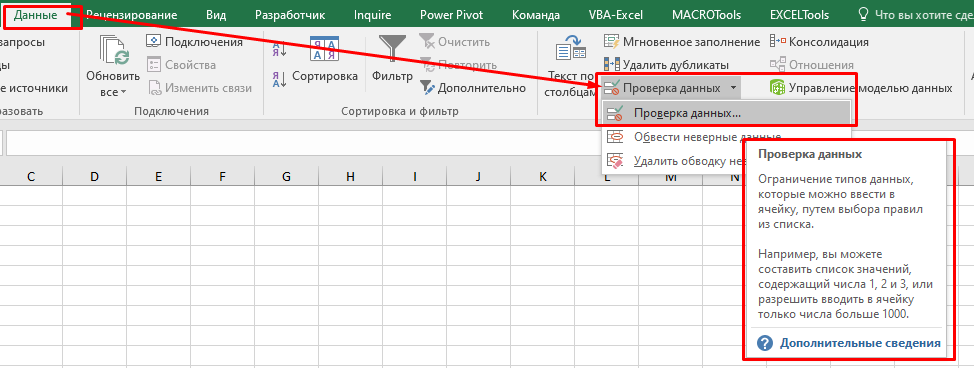 Данные Рецензирование Вид Разработчик Inquire Power Pivot Команда VBA-Excel MACROTools EXCELTools Что вы хотите сде
запросы
е источники
Обновить
все
Подключения
Свойства
Изменить связи
Подключения
Сортировка
Фильтр
Очистить
Повторить
Дополнительно
Сортировка и фильтр
Текст по
столбцам
Мгновенное заполнение
Удалить дубликаты
Проверка данных
Консолидация
Отношения
Управление моделью данных
Проверка данных...
Обвести неверные данные
Удалить обводку
C D E F G H I J K L M N
Проверка данных
Ограничение типов данных,
которые можно ввести в
ячейку, путем выбора правил
из списка.
Например, вы можете
составить список значений,
содержащий числа 1, 2 и 3, или
разрешить вводить в ячейку
только числа больше 1000.
Дополнительные сведения